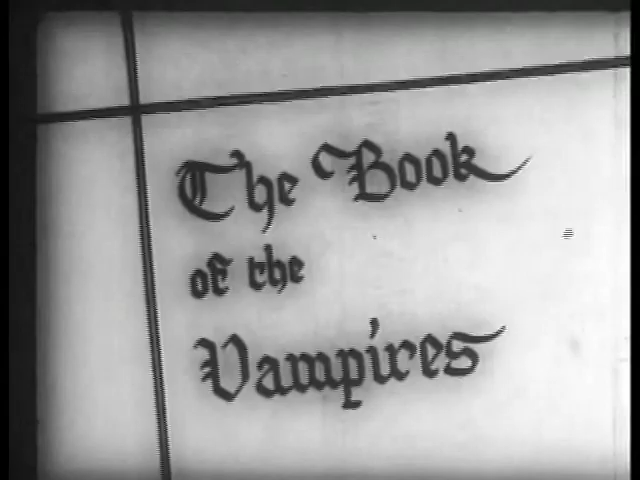 The Book
of the
Vampires